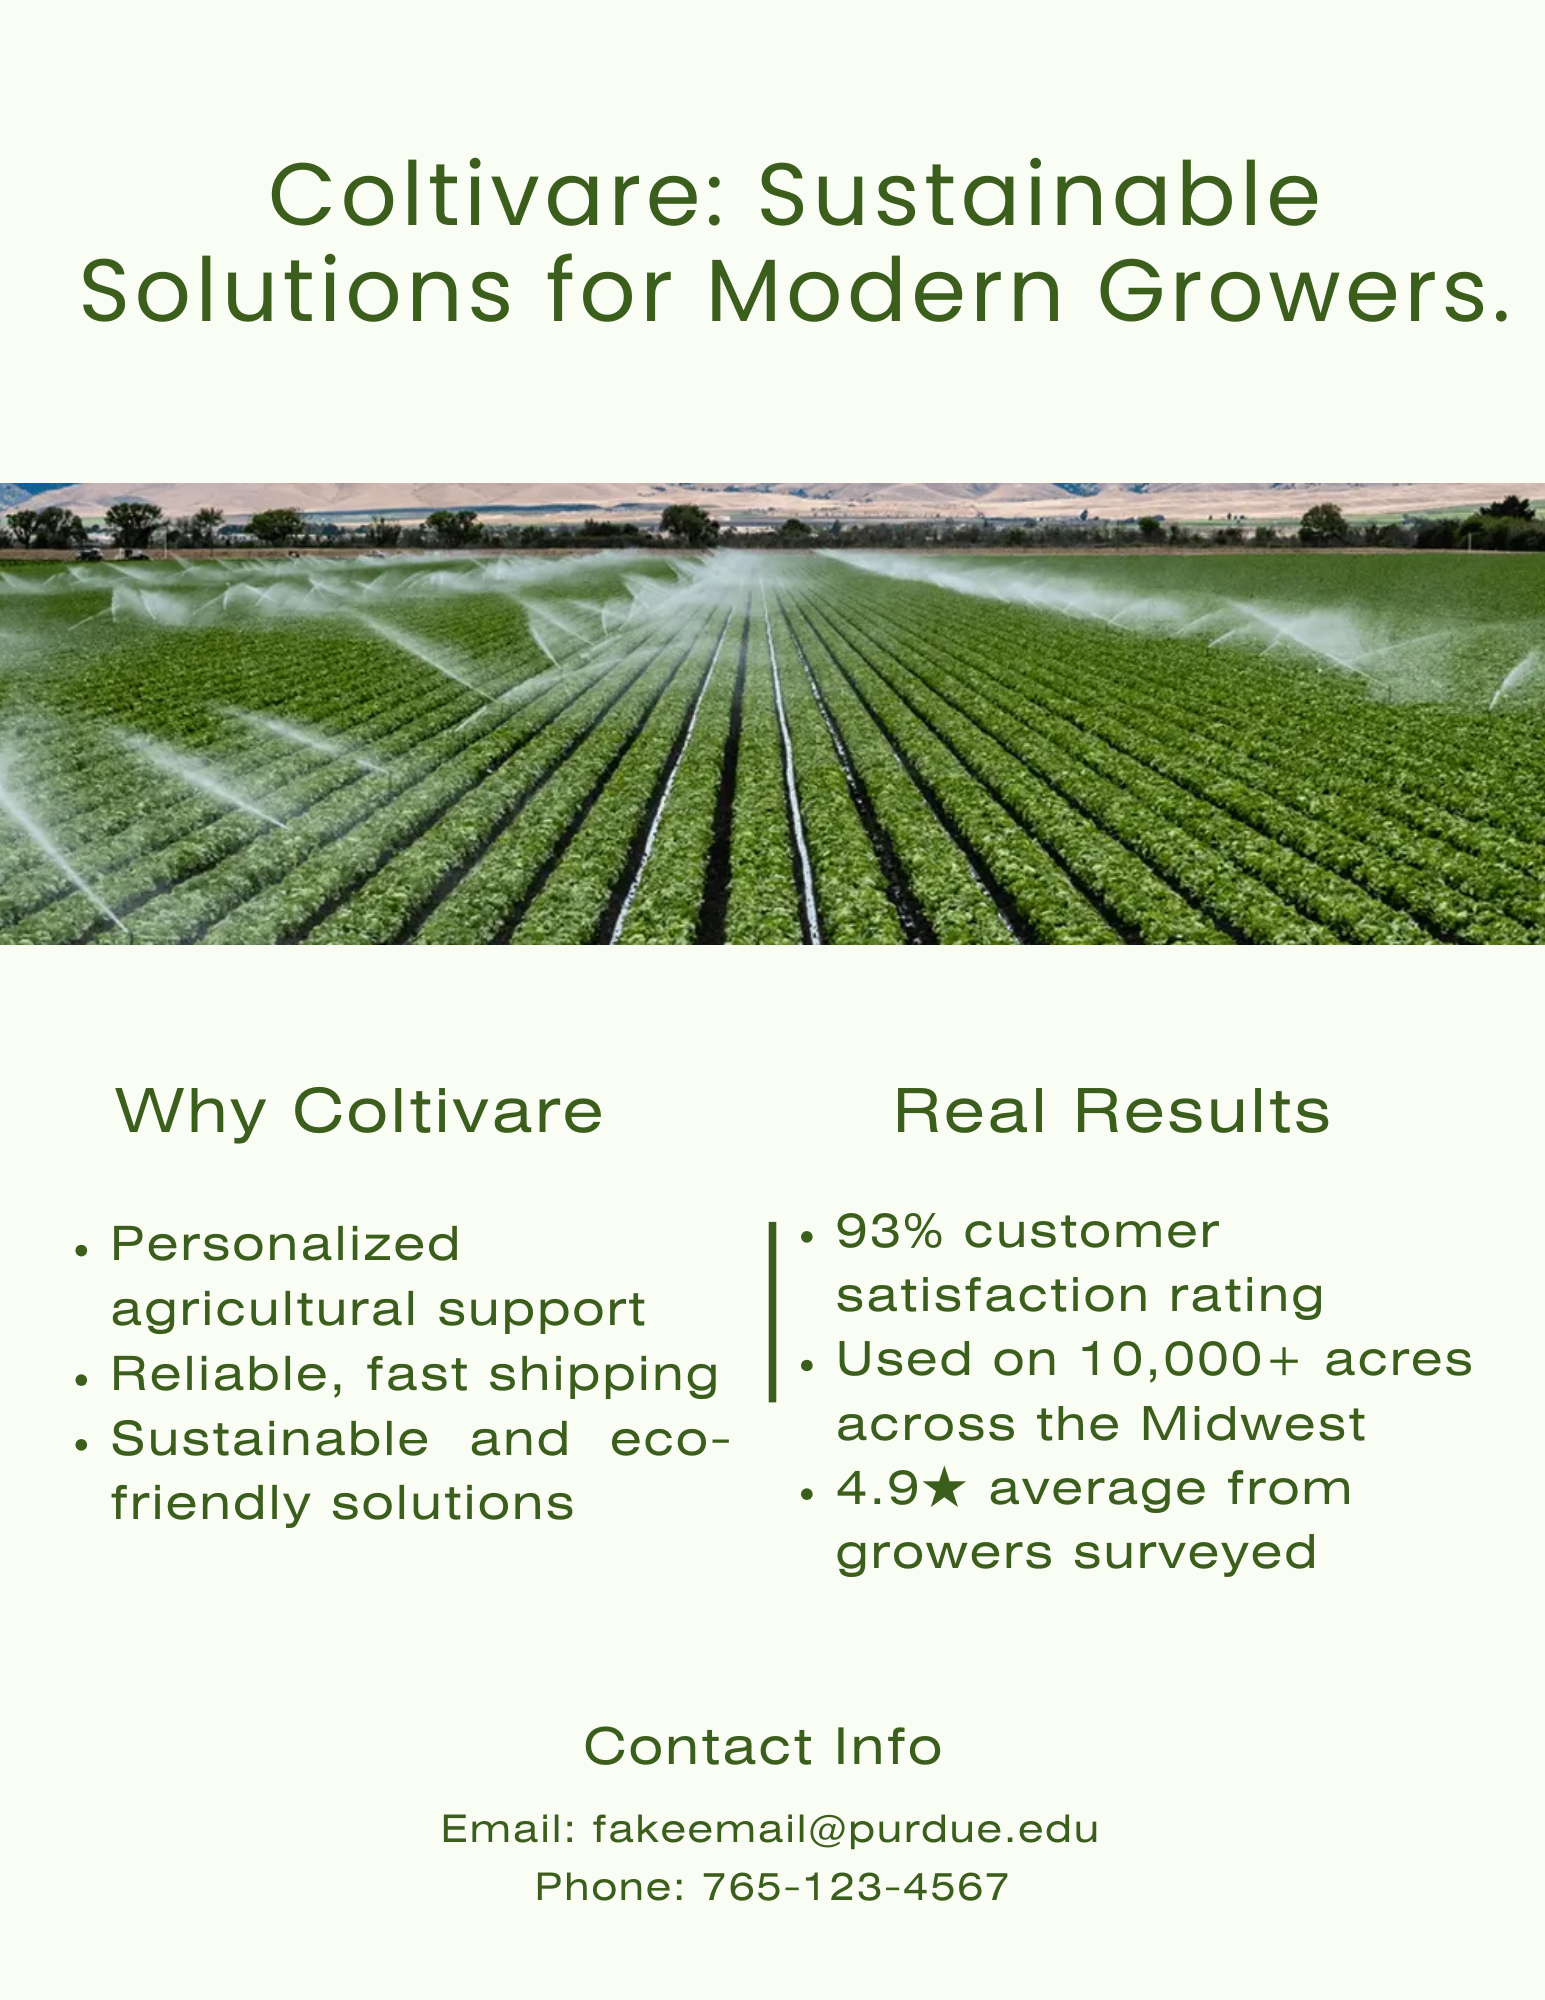 Coltivare: Sustainable
Solutions for Modern Growers.
Why Coltivare
• Personalized
agricultural support
• Reliable, fast shipping
• Sustainable and eco-
friendly solutions
Real Results
• 93% customer
satisfaction rating
• Used on 10,000+ acres
across the Midwest
• 4.9★ average from
growers surveyed
Contact Info
Email: fakeemail@purdue.edu
Phone: 765-123-4567